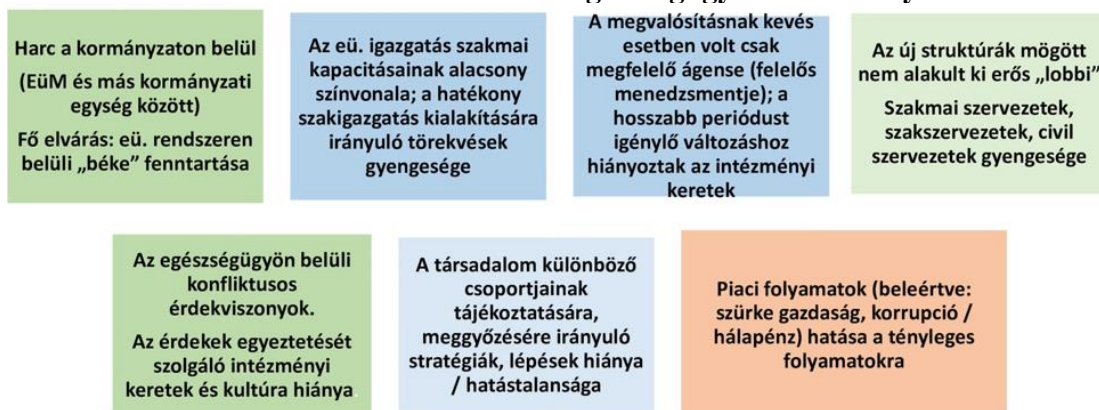 Harc a kormányzaton belül
(EüM és más kormányzati
egység között)
Fő elvárás: eü. rendszeren
belüli „béke” fenntartása
Az eü. igazgatás szakmai
kapacitásainak alacsony
színvonala; a hatékony
szakigazgatás kialakítására
irányuló törekvések
gyengesége
A megvalósításnak kevés
esetben volt csak
megfelelő ágense (felelős
menedzsmentje); a
hosszabb periódust
igénylő változáshoz
hiányoztak az intézményi
keretek
Az új struktúrák mögött
nem alakult ki erős „lobbi”
Szakmai szervezetek,
szakszervezetek, civil
szervezetek gyengesége
Az egészségügyön belüli
konfliktusos
érdekviszonyok.
Az érdekek egyeztetését
szolgáló intézményi
keretek és kultúra hiánya.
A társadalom különböző
csoportjainak
tájékoztatására,
meggyőzésére irányuló
stratégiák, lépések hiánya
/ hatástalansága
Piaci folyamatok (beleértve:
szürke gazdaság, korrupció /
hálapénz) hatása a tényleges
folyamatokra